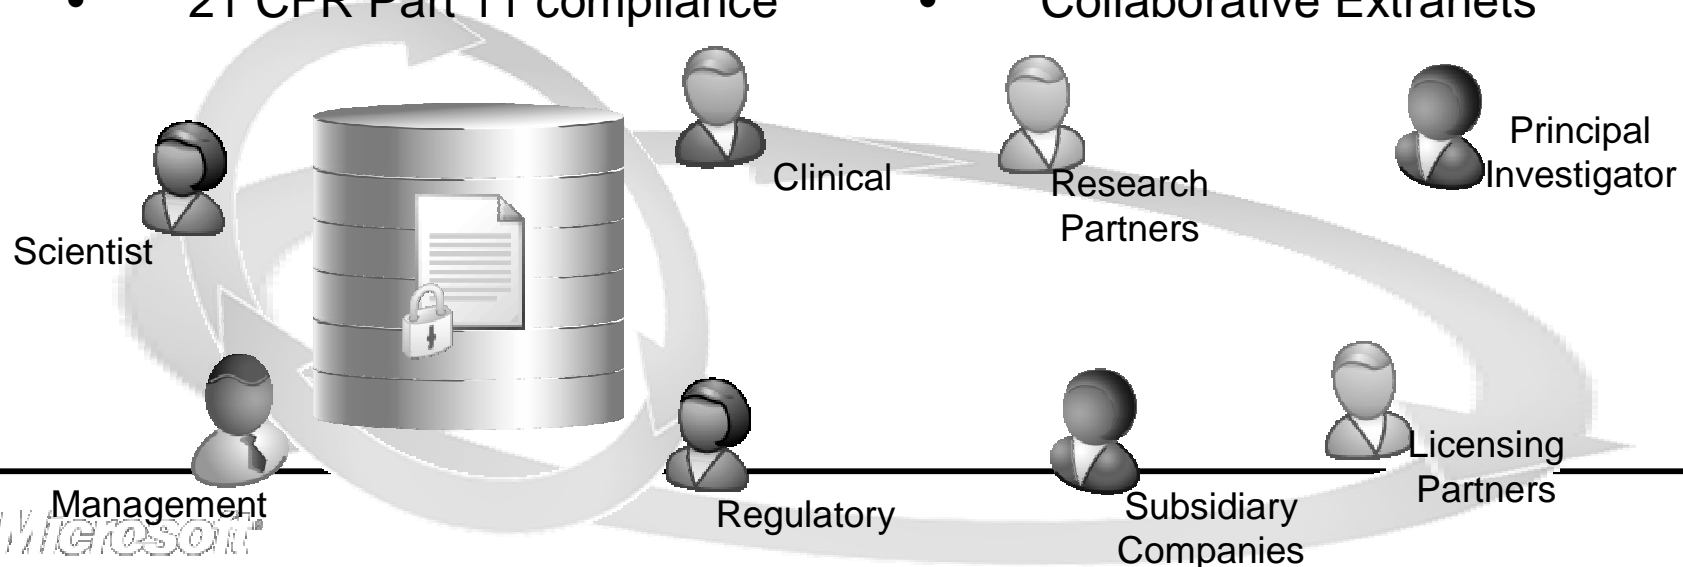 • 21 CFR Part 11 compliance
• Collaborative Extranets
Clinical
Research
Partners
Principal
Investigator
Scientist
Management
Regulatory
Subsidiary
Companies
Licensing
Partners
Microsoft®